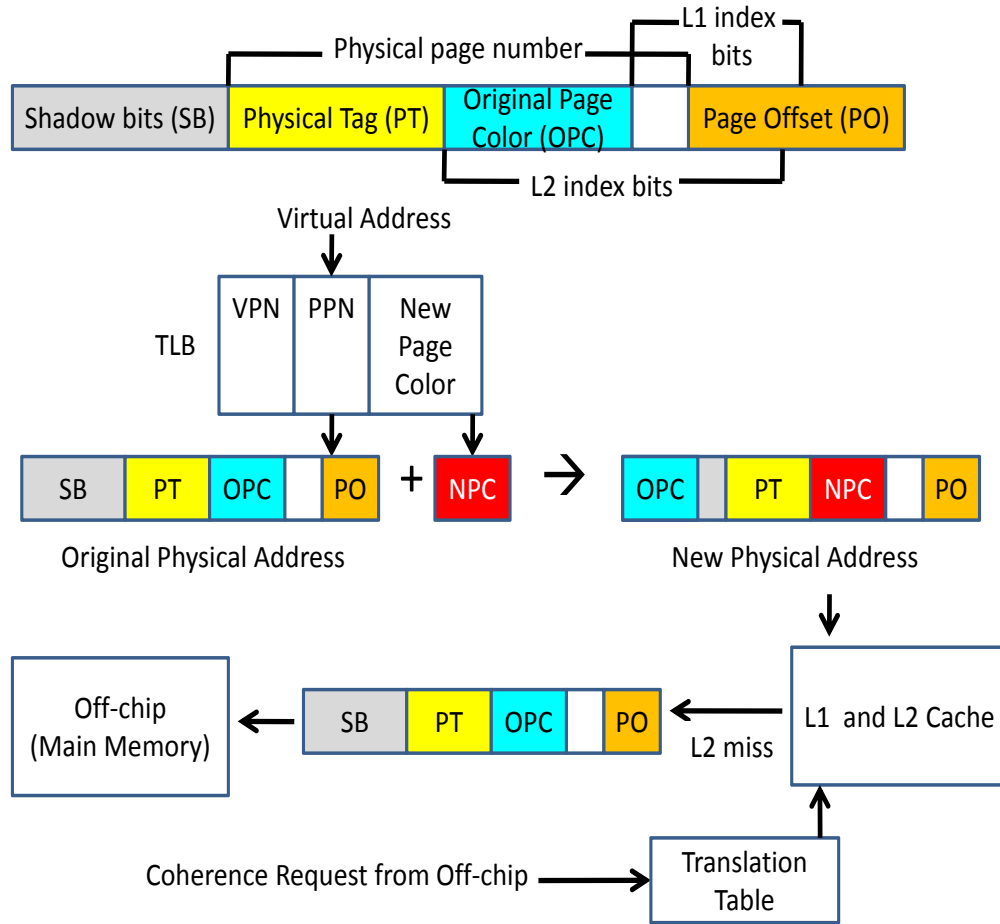 L1 index
bits
Physical page number
Shadow bits (SB)
Physical Tag (PT)
Original Page
Color (OPC)
Page Offset (PO)
L2 index bits
Virtual Address
TLB
VPN
PPN
New
Page
Color
SB
PT
OPC
PO
+
NPC
OPC
PT
NPC
PO
Original Physical Address
New Physical Address
Off-chip
(Main Memory)
SB
PT
OPC
PO
L2 miss
L1 and L2 Cache
Coherence Request from Off-chip
Translation
Table